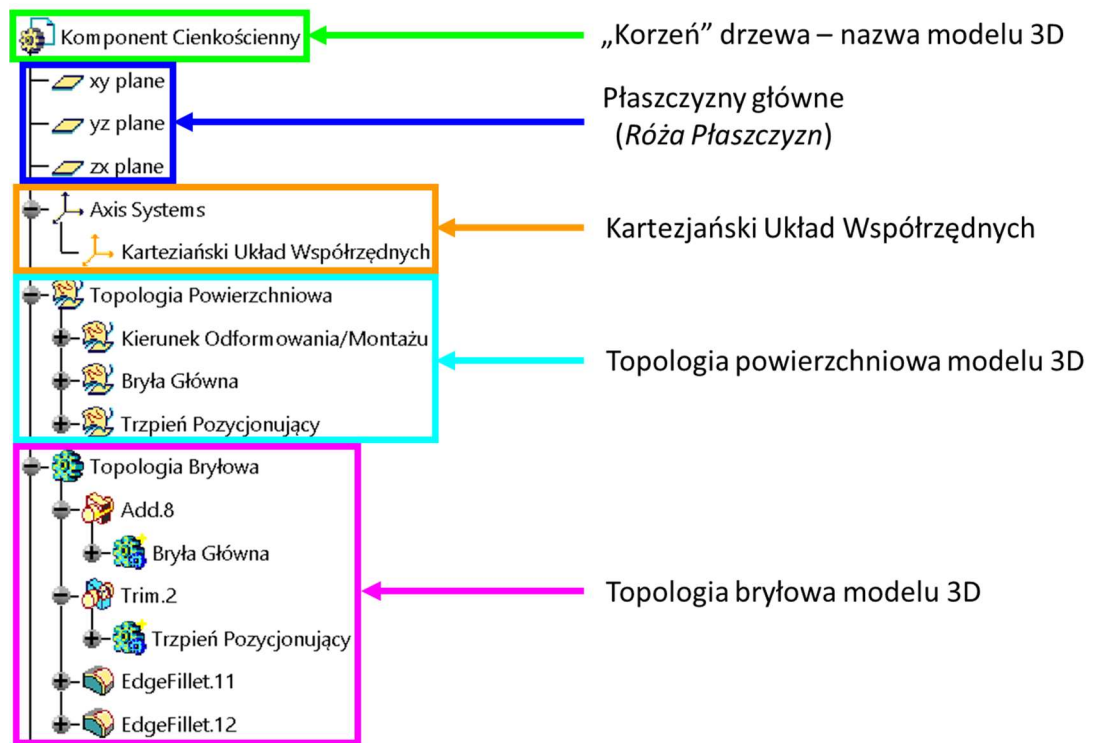 Komponent Cienkościenny
„Korzeń” drzewa – nazwa modelu 3D
xy plane
yz plane
zx plane
Płaszczyzny główne
(Róża Płaszczyzn)
Axis Systems
Karteziański Układ Współrzędnych
Kartezjański Układ Współrzędnych
Topologia Powierzchniowa
Kierunek Odformowania/Montażu
Bryła Główna
Trzpień Pozycjonujący
Topologia powierzchniowa modelu 3D
Topologia Bryłowa
Add.8
Bryła Główna
Trim.2
Trzpień Pozycjonujący
EdgeFillet.11
EdgeFillet.12
Topologia bryłowa modelu 3D